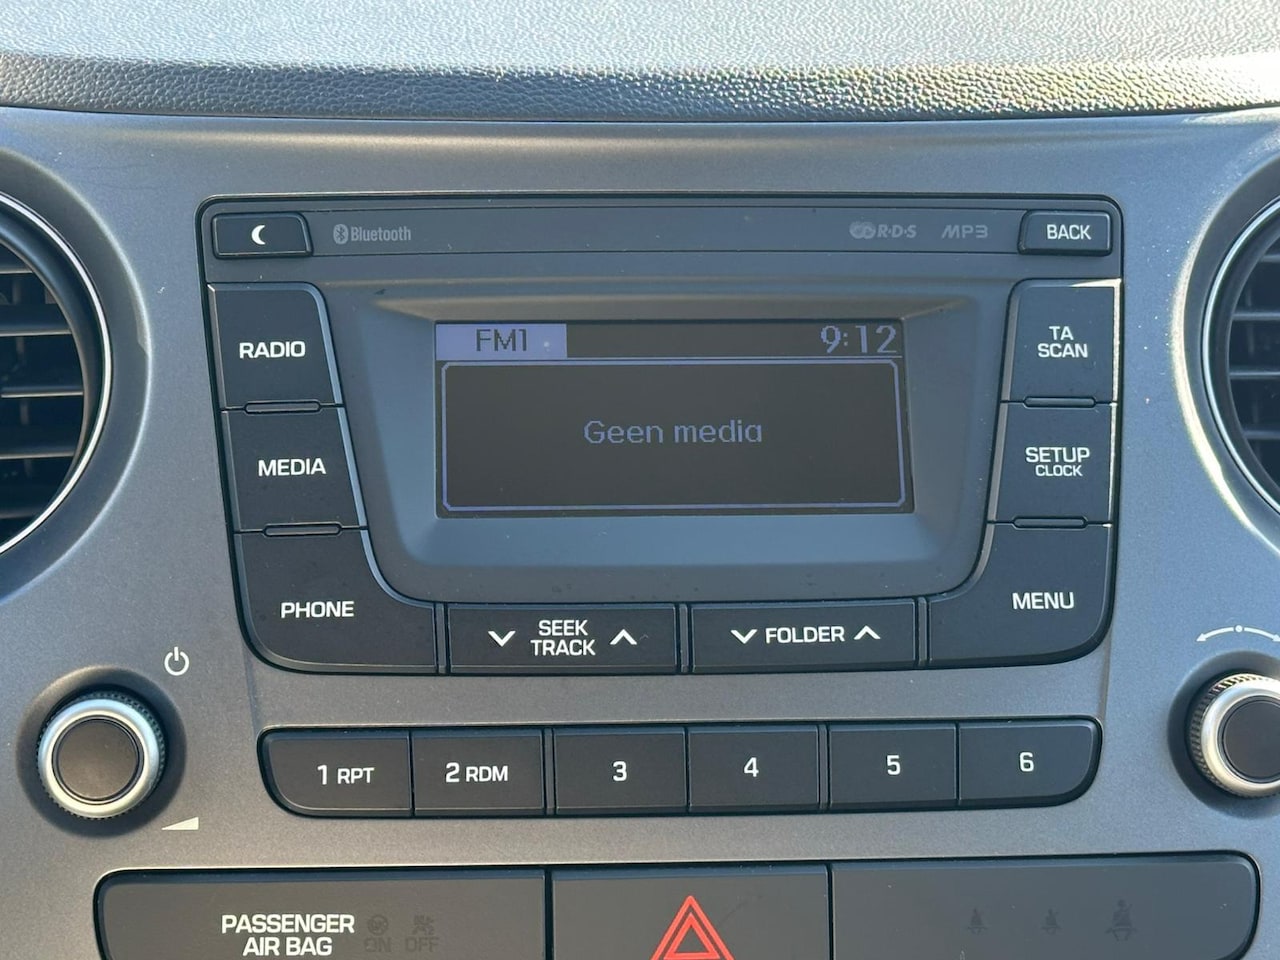 Bluetooth
R·D·S
MP3
BACK
RADIO
FM1
9:12
TA
SCAN
MEDIA
Geen media
SETUP
CLOCK
PHONE
SEEK
TRACK
FOLDER
MENU
1 RPT
2 RDM
3
4
5
6
PASSENGER
AIR BAG
ON
OFF